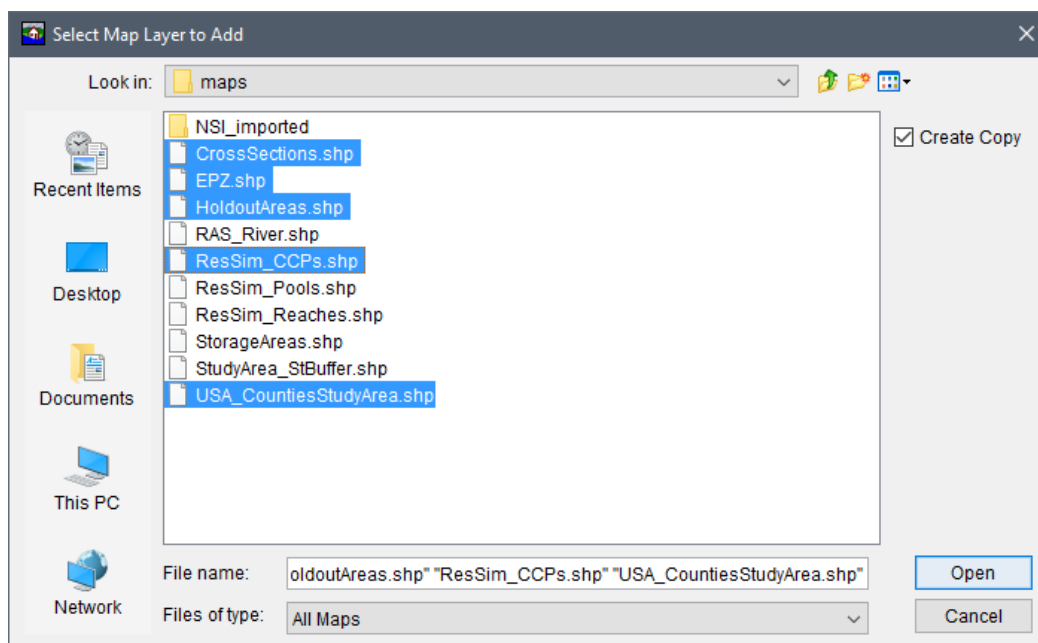 Select Map Layer to Add
Look in: maps
NSI_imported
CrossSections.shp
EPZ.shp
HoldoutAreas.shp
RAS_River.shp
ResSim_CCPs.shp
ResSim_Pools.shp
ResSim_Reaches.shp
StorageAreas.shp
StudyArea_StBuffer.shp
USA_CountiesStudyArea.shp
Create Copy
Recent Items
Desktop
Documents
This PC
Network
File name: oldoutAreas.shp" "ResSim_CCPs.shp" "USA_CountiesStudyArea.shp"
Open
Files of type: All Maps
Cancel